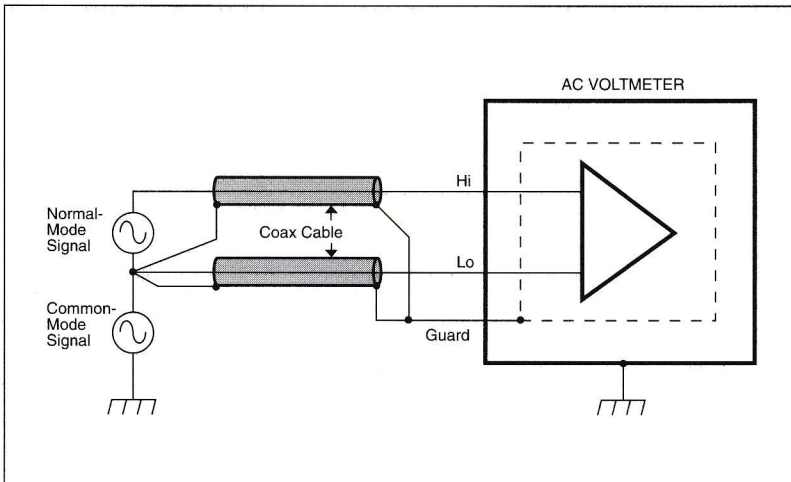 AC VOLTMETER
Hi
Normal-
Mode
Signal
Coax Cable
Lo
Common-
Mode
Signal
Guard